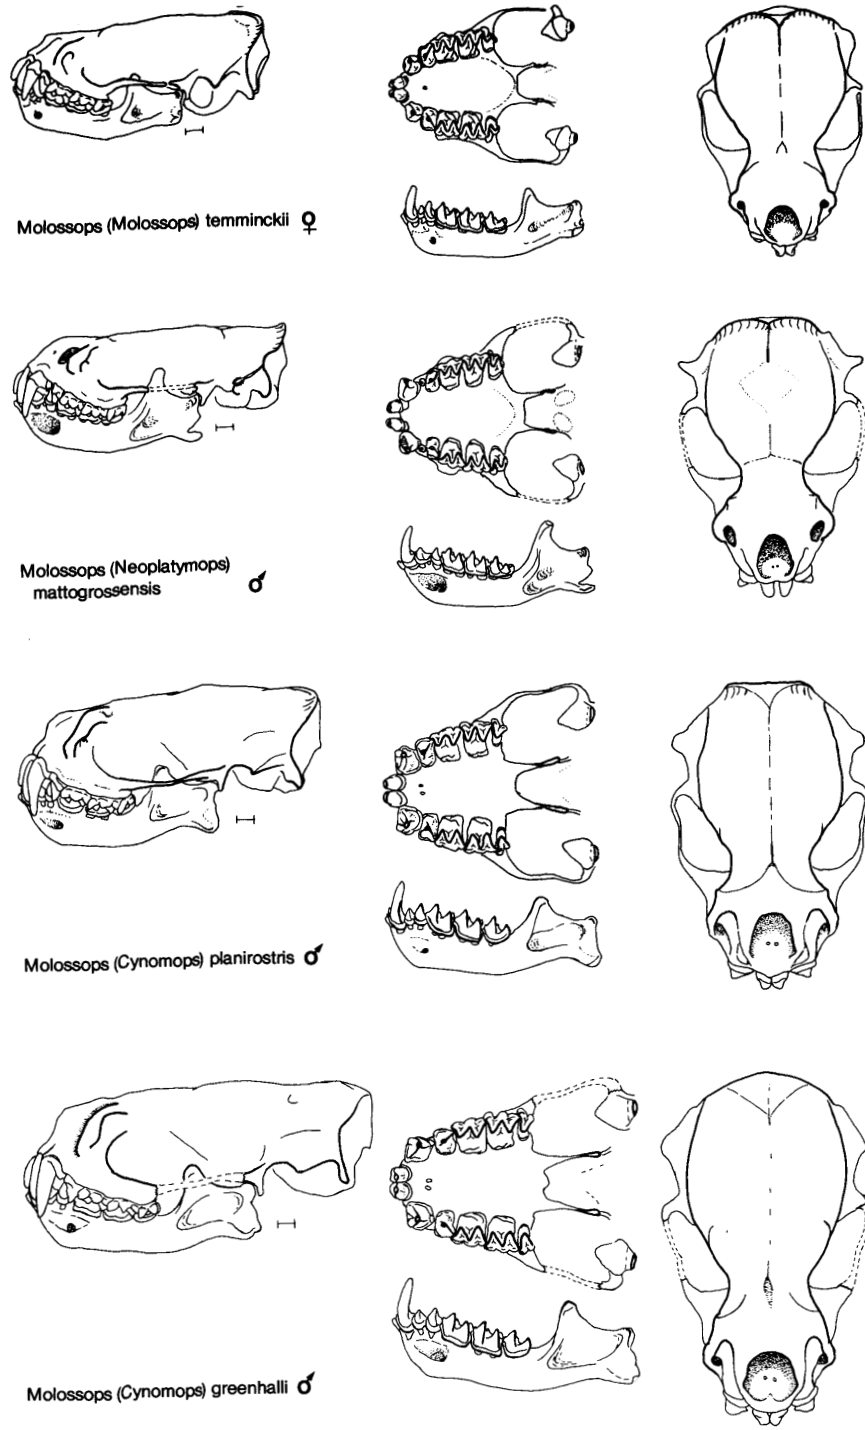 Molossops (Molossops) temminckii ♀
Molossops (Neoplatymops)
mattogrossensis ♂
Molossops (Cynomops) planirostris ♂
Molossops (Cynomops) greenhalli ♂